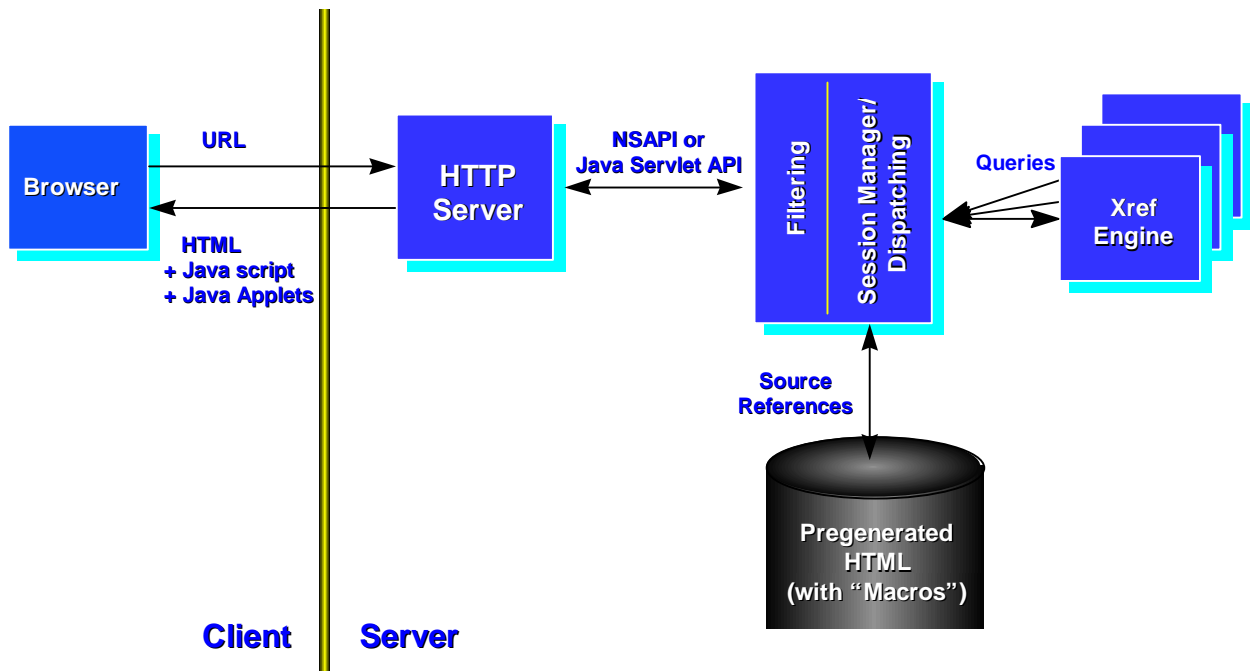 Browser
URL
HTML
+ Java script
+ Java Applets
HTTP
Server
NSAPI or
Java Servlet API
Filtering
Session Manager/
Dispatching
Queries
Xref
Engine
Source
References
Pregenerated
HTML
(with “Macros”)
Client
Server